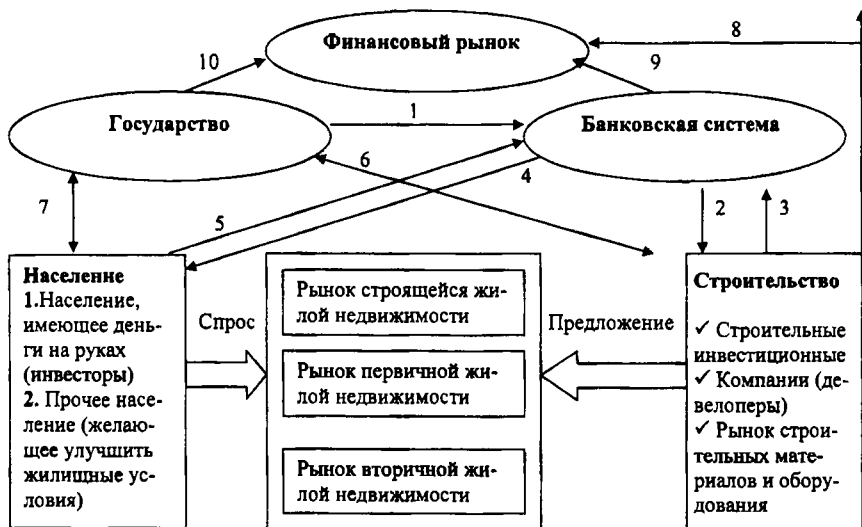 8
Финансовый рынок
10
9
Государство
1
Банковская система
6
4
7
5
2
3
Население
1.Население,
имеющее день-
ги на руках
(инвесторы)
2. Прочее насе-
ление (желаю-
щее улучшить
жилищные ус-
ловия)
Спрос
Рынок строящейся жи-
лой недвижимости
Рынок первичной жи-
лой недвижимости
Рынок вторичной жи-
лой недвижимости
Предложение
Строительство
✓ Строительные
инвестиционные
✓ Компании (де-
велоперы)
✓ Рынок строи-
тельных мате-
риалов и обору-
дования